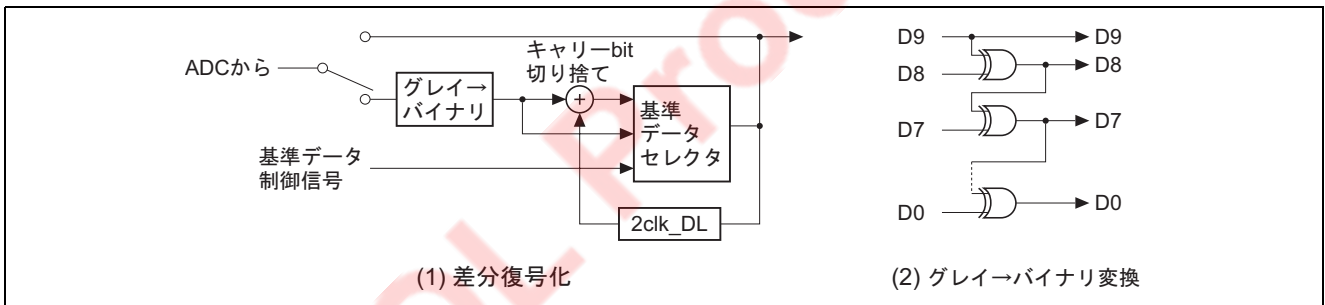 ADCから
グレイ→
バイナリ
キャリーbit
切り捨て
+
基準
データ
セレクタ
基準データ
制御信号
2clk_DL
(1) 差分復号化
D9
D9
D8
D8
D7
D7
D0
D0
(2) グレイ→バイナリ変換